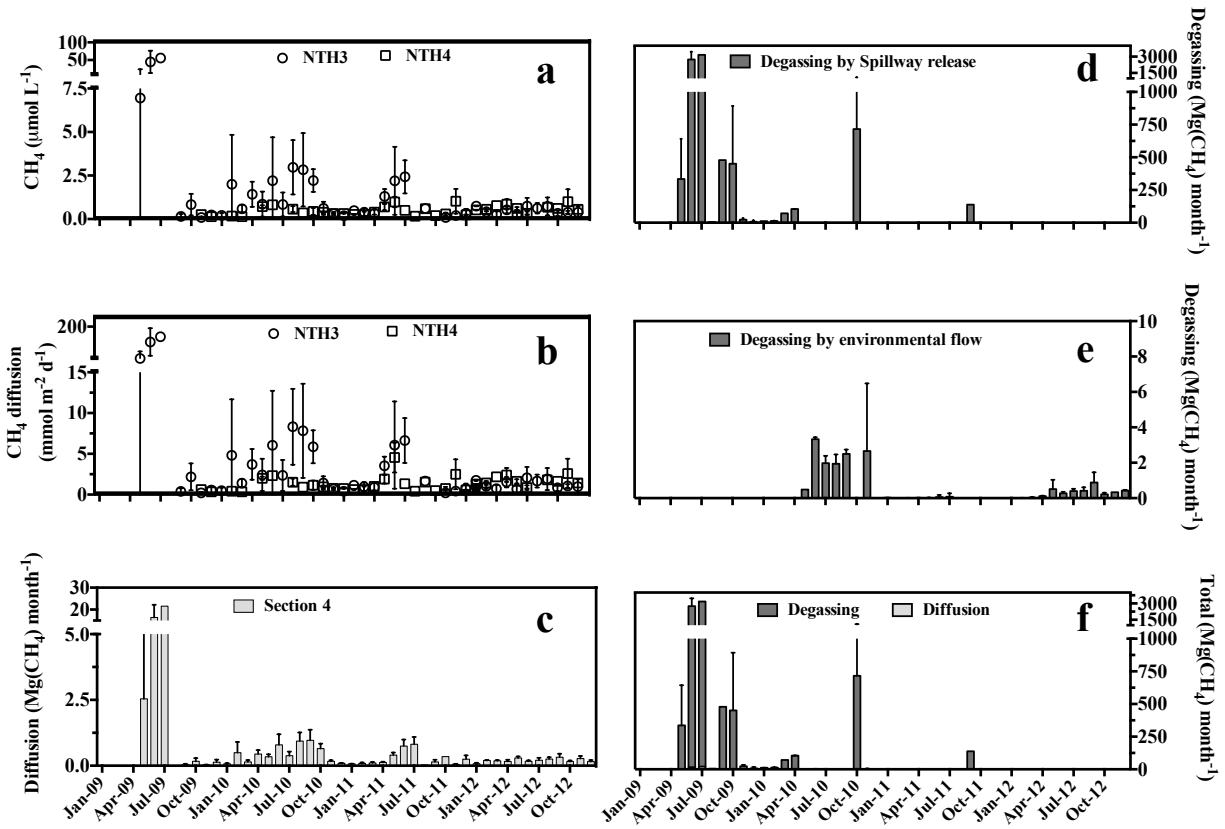 100
50
7.5
5.0
2.5
0.0
CH4 (μmol L-1)
NTH3
NTH4
a
200
15
10
5
0
CH4 diffusion
(mmol m-2 d-1)
NTH3
NTH4
b
30
20
10
5.0
2.5
0.0
Diffusion (Mg(CH4) month-1)
Section 4
c
Jan-09
Apr-09
Jul-09
Oct-09
Jan-10
Apr-10
Jul-10
Oct-10
Jan-11
Apr-11
Jul-11
Oct-11
Jan-12
Apr-12
Jul-12
Oct-12
Degassing by Spillway release
d
3000
1500
1000
750
500
250
0
Degassing (Mg(CH4) month-1)
Degassing by environmental flow
e
10
8
6
4
2
0
Degassing (Mg(CH4) month-1)
Degassing
Diffusion
f
3000
1500
1000
750
500
250
0
Total (Mg(CH4) month-1)
Jan-09
Apr-09
Jul-09
Oct-09
Jan-10
Apr-10
Jul-10
Oct-10
Jan-11
Apr-11
Jul-11
Oct-11
Jan-12
Apr-12
Jul-12
Oct-12